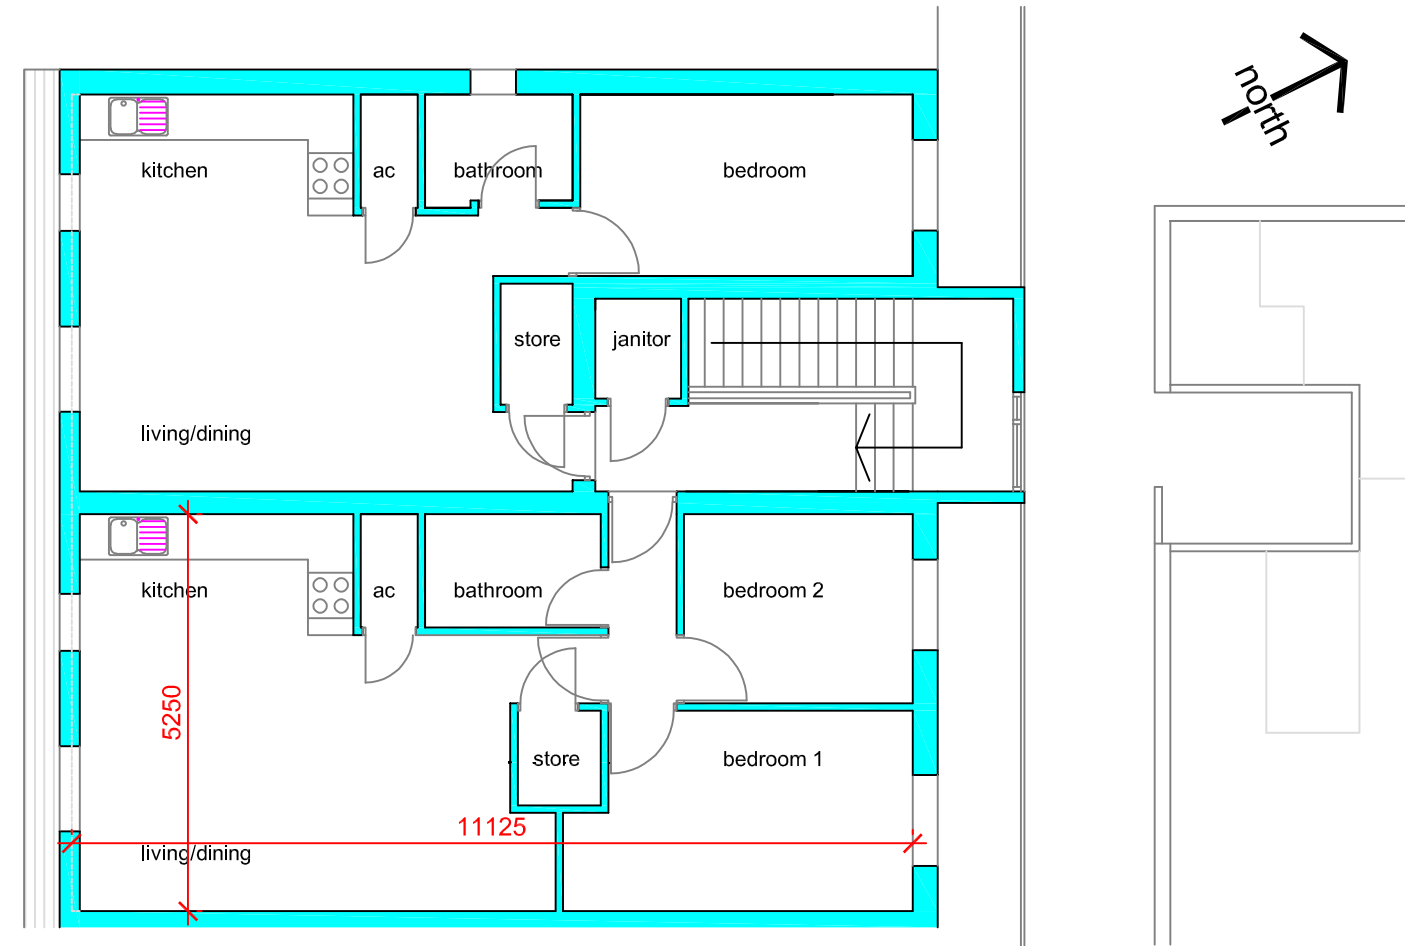 north
kitchen
ac
bathroom
bedroom
store
janitor
living/dining
kitchen
ac
bathroom
bedroom 2
5250
store
bedroom 1
11125
living/dining